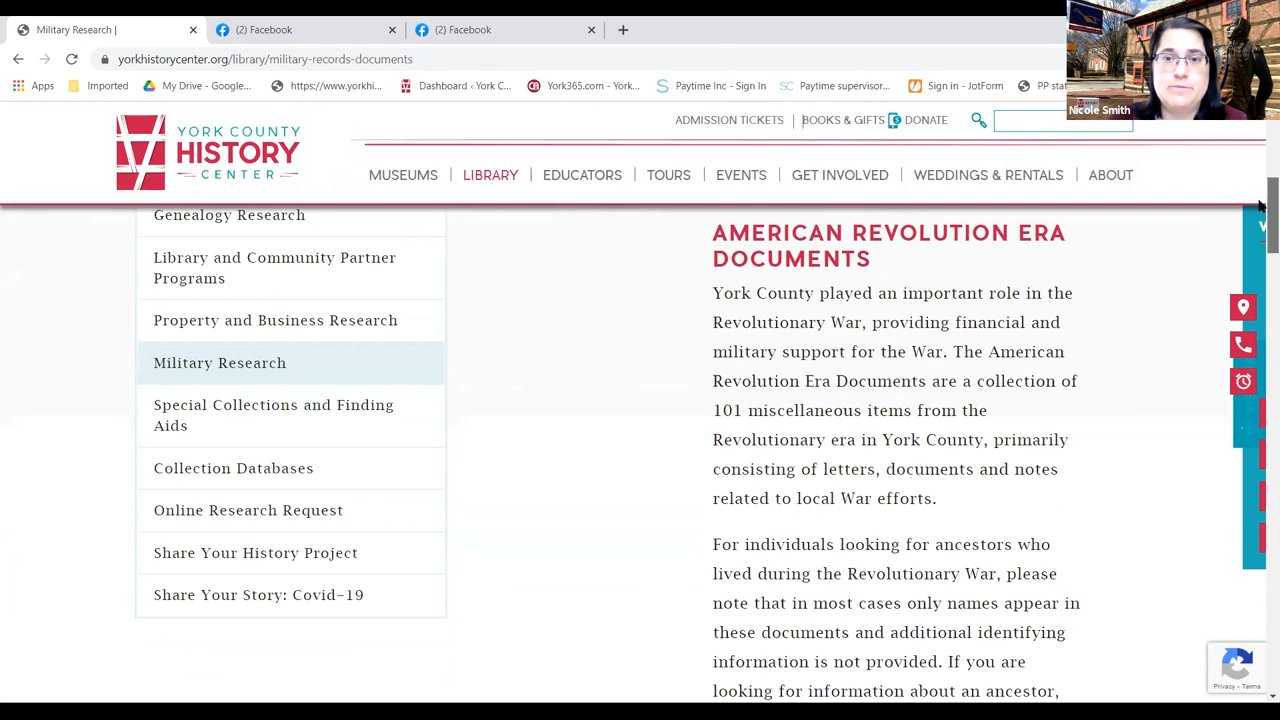 Military Research |
(2) Facebook
(2) Facebook
yorkhistorycenter.org/library/military-records-documents
Apps
Imported
My Drive - Google...
https://www.yorkhi...
Dashboard ‹ York C...
York365.com - York...
Paytime Inc - Sign In
Paytime supervisor...
Sign in - JotForm
PP sta
Nicole Smith
YORK COUNTY
HISTORY
CENTER
ADMISSION TICKETS
BOOKS & GIFTS
DONATE
MUSEUMS
LIBRARY
EDUCATORS
TOURS
EVENTS
GET INVOLVED
WEDDINGS & RENTALS
ABOUT
Genealogy Research
Library and Community Partner
Programs
Property and Business Research
Military Research
Special Collections and Finding
Aids
Collection Databases
Online Research Request
Share Your History Project
Share Your Story: Covid-19
AMERICAN REVOLUTION ERA
DOCUMENTS
York County played an important role in the
Revolutionary War, providing financial and
military support for the War. The American
Revolution Era Documents are a collection of
101 miscellaneous items from the
Revolutionary era in York County, primarily
consisting of letters, documents and notes
related to local War efforts.
For individuals looking for ancestors who
lived during the Revolutionary War, please
note that in most cases only names appear in
these documents and additional identifying
information is not provided. If you are
looking for information about an ancestor,
Privacy - Terms